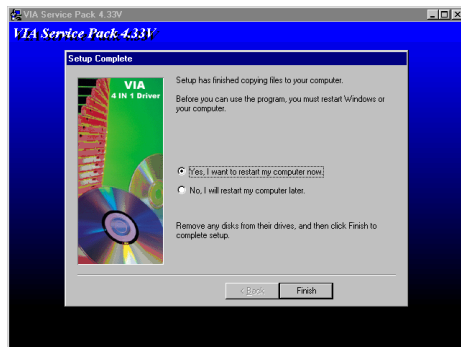 VIA Service Pack 4.33V
VIA Service Pack 4.33V
Setup Complete
VIA
4 IN 1 Driver
Setup has finished copying files to your computer.
Before you can use the program, you must restart Windows or
your computer.
Yes, I want to restart my computer now.
No, I will restart my computer later.
Remove any disks from their drives, and then click Finish to
complete setup.
< Back
Finish